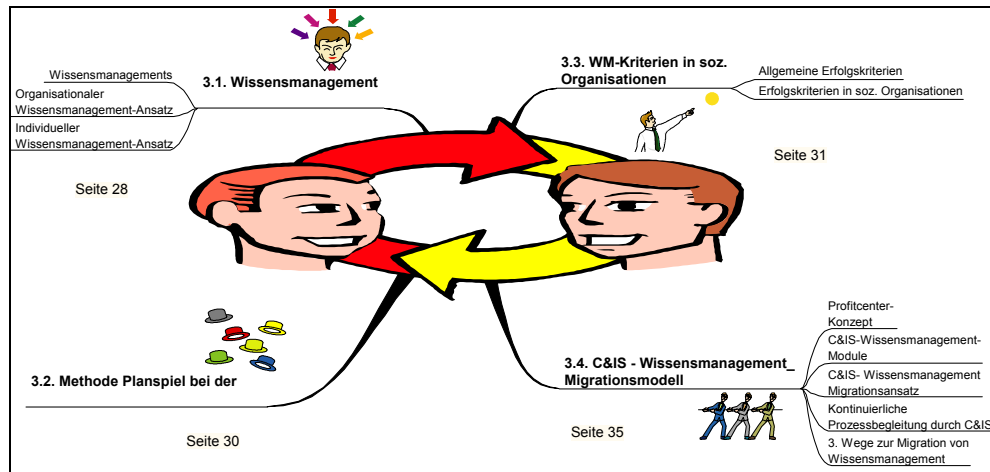 3.1. Wissensmanagement
Wissensmanagements
Organisationaler
Wissensmanagement-Ansatz
Individueller
Wissensmanagement-Ansatz
Seite 28
3.3. WM-Kriterien in soz.
Organisationen
Allgemeine Erfolgskriterien
Erfolgskriterien in soz. Organisationen
Seite 31
3.2. Methode Planspiel bei der
Seite 30
3.4. C&IS - Wissensmanagement_
Migrationsmodell
Profitcenter-
Konzept
C&IS-Wissensmanagement-
Module
C&IS- Wissensmanagement
Migrationsansatz
Kontinuierliche
Prozessbegleitung durch C&IS
3. Wege zur Migration von
Wissensmanagement
Seite 35